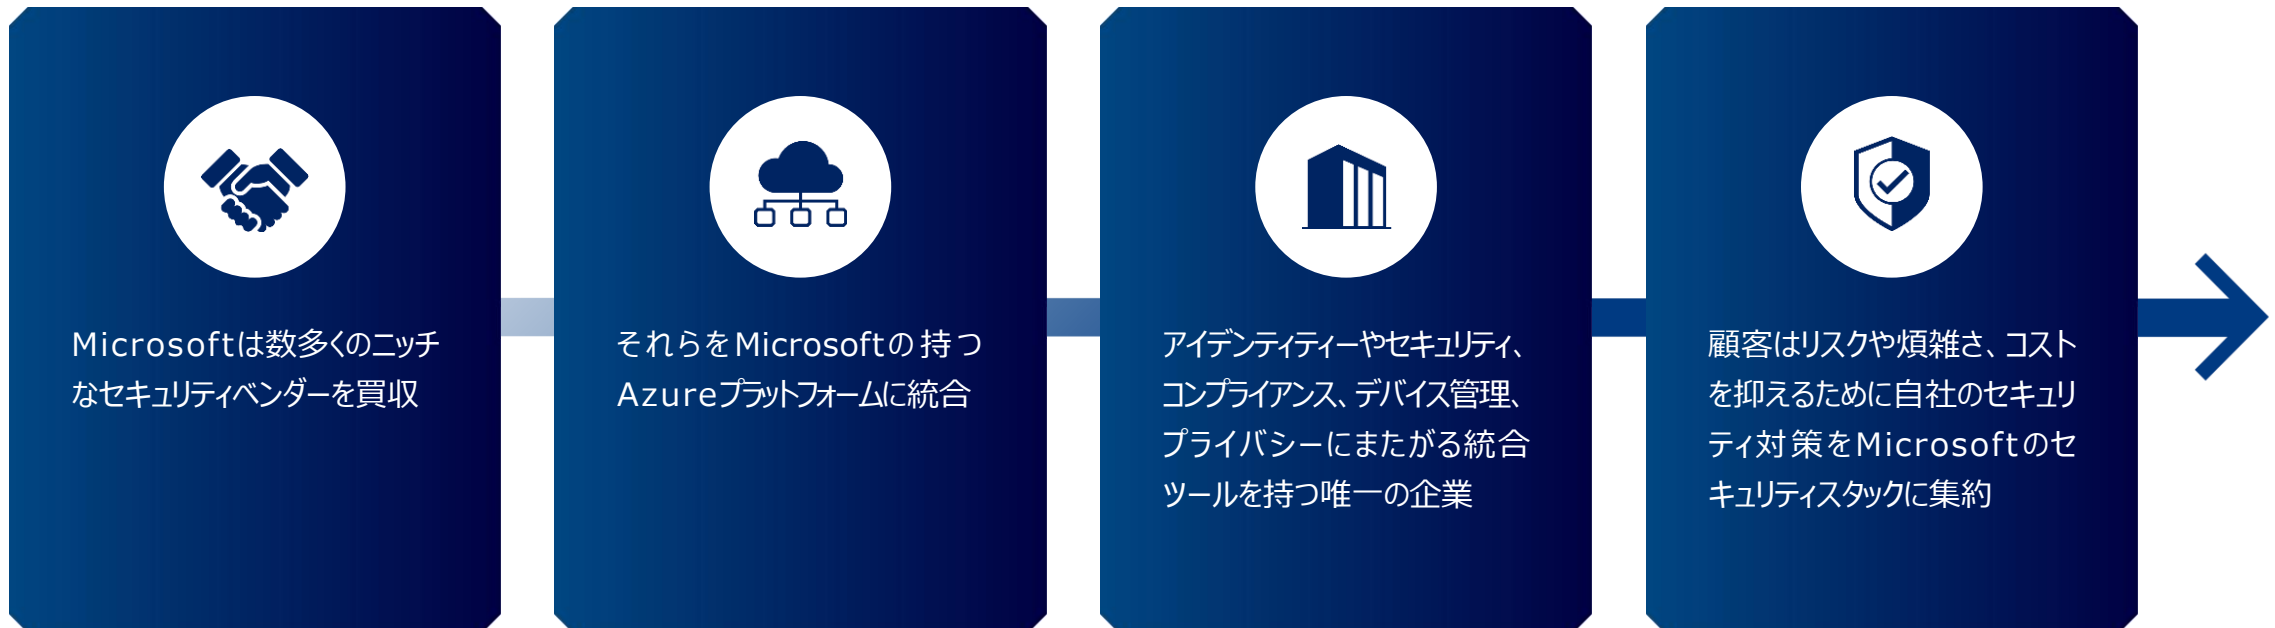 Microsoftは数多くのニッチ
なセキュリティベンダーを買収
それらをMicrosoftの持つ
Azureプラットフォームに統合
アイデンティティーやセキュリティ、
コンプライアンス、デバイス管理、
プライバシーにまたがる統合
ツールを持つ唯一の企業
顧客はリスクや煩雑さ、コスト
を抑えるために自社のセキュリ
ティ対策をMicrosoftのセ
キュリティスタックに集約